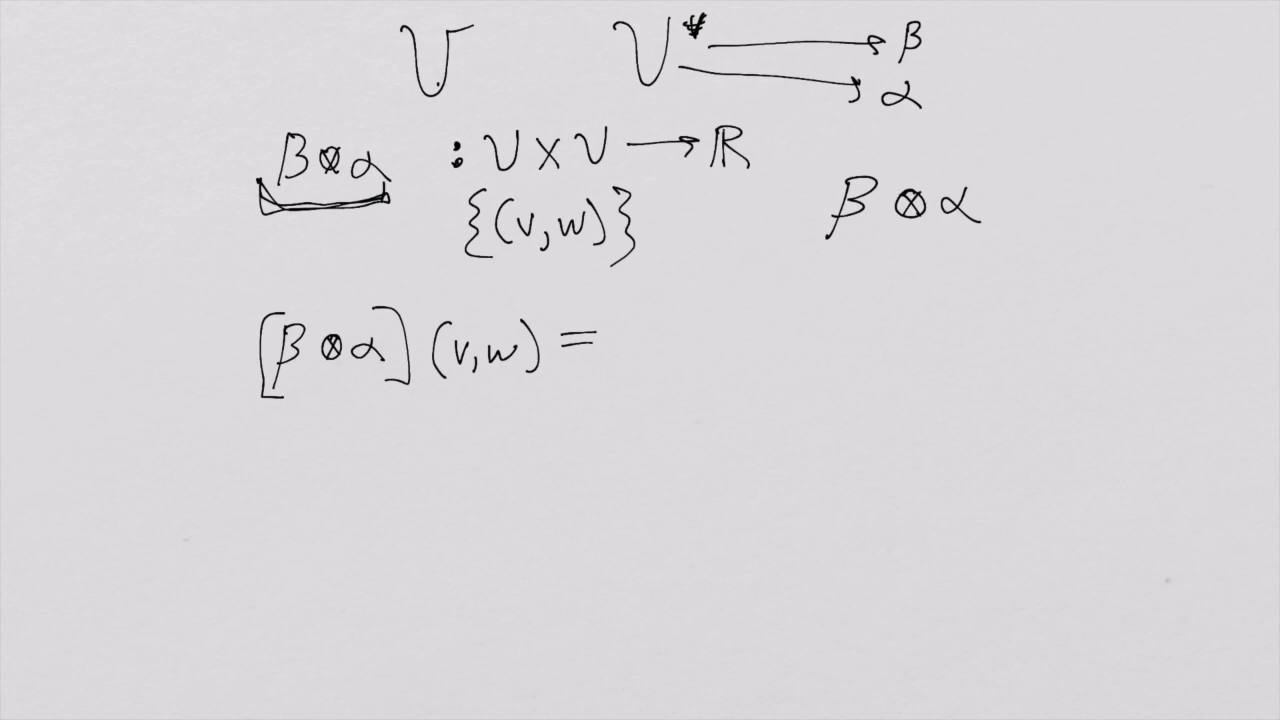 V V* → β
→ α
β⊗α : V × V → ℝ
{(v,w)} β ⊗ α
[β ⊗ α] (v,w) =